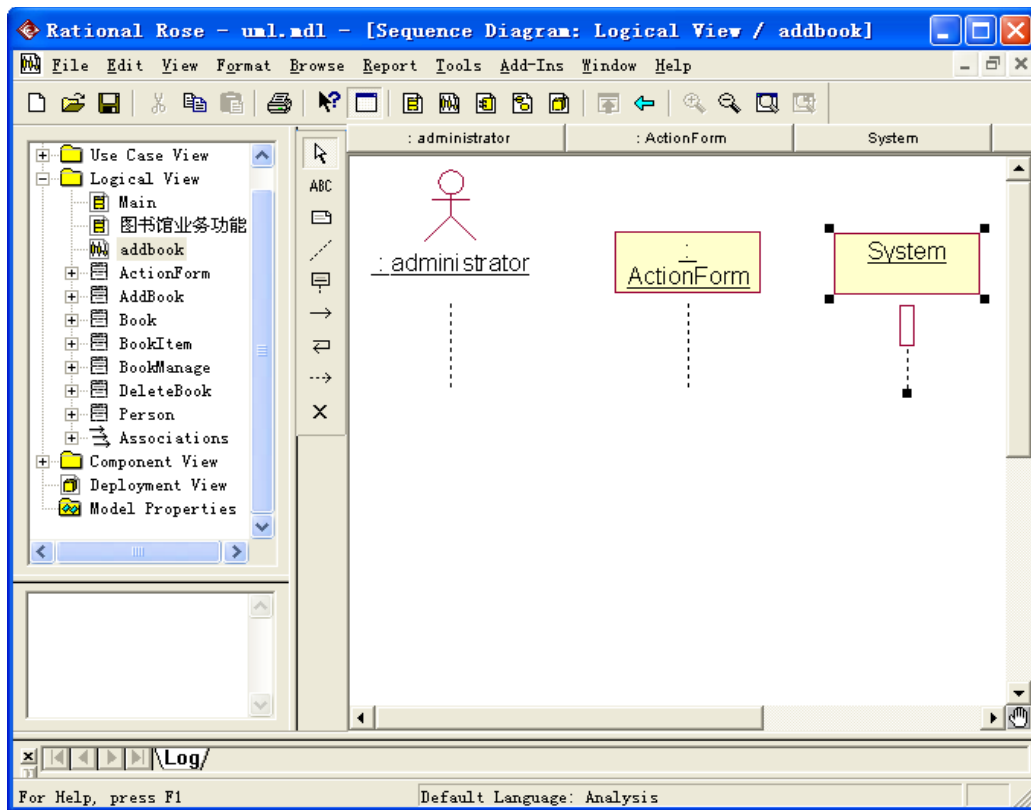 Rational Rose - uml.mdl - [Sequence Diagram: Logical View / addbook]
File Edit View Format Browse Report Tools Add-Ins Window Help
: administrator : ActionForm System
Use Case View
Logical View
Main
图书馆业务功能
addbook
ActionForm
AddBook
Book
BookItem
BookManage
DeleteBook
Person
Associations
Component View
Deployment View
Model Properties
ABC
: administrator
:
ActionForm
System
\Log/
For Help, press F1 Default Language: Analysis